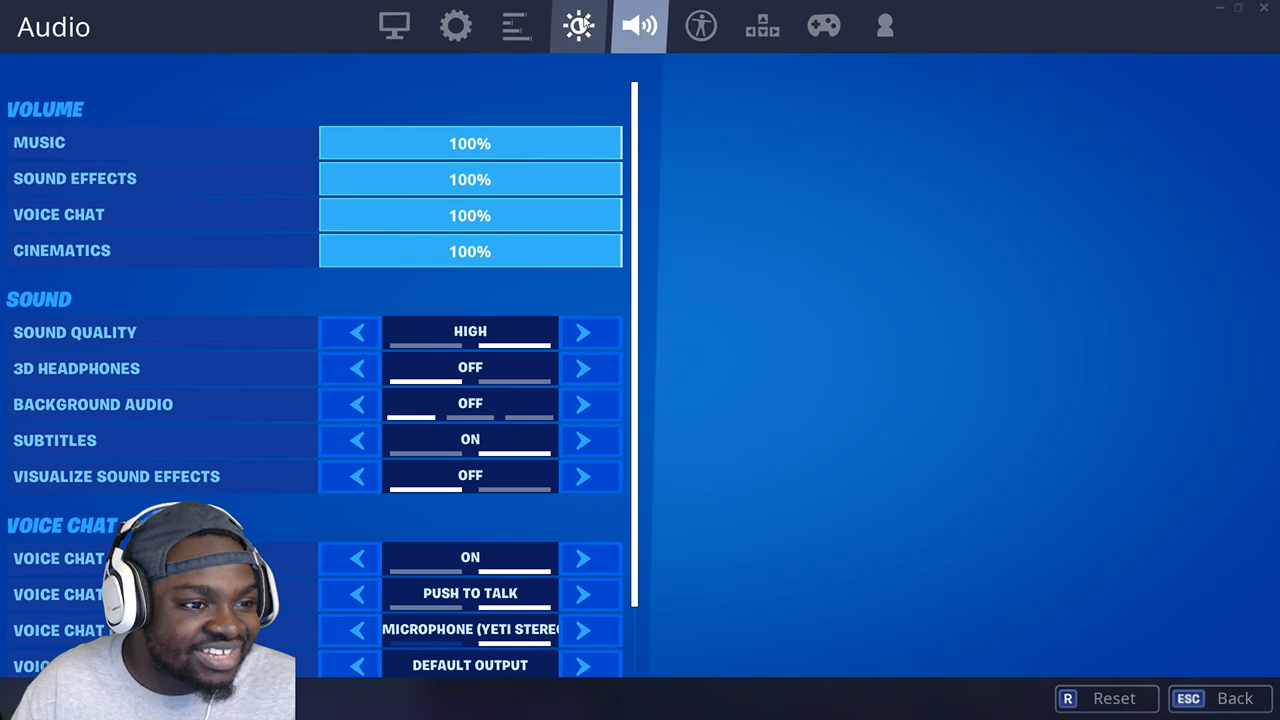 Audio
VOLUME
MUSIC 100%
SOUND EFFECTS 100%
VOICE CHAT 100%
CINEMATICS 100%
SOUND
SOUND QUALITY HIGH
3D HEADPHONES OFF
BACKGROUND AUDIO OFF
SUBTITLES ON
VISUALIZE SOUND EFFECTS OFF
VOICE CHAT
VOICE CHAT ON
VOICE CHAT PUSH TO TALK
VOICE CHAT MICROPHONE (YETI STEREO
DEFAULT OUTPUT
R Reset ESC Back